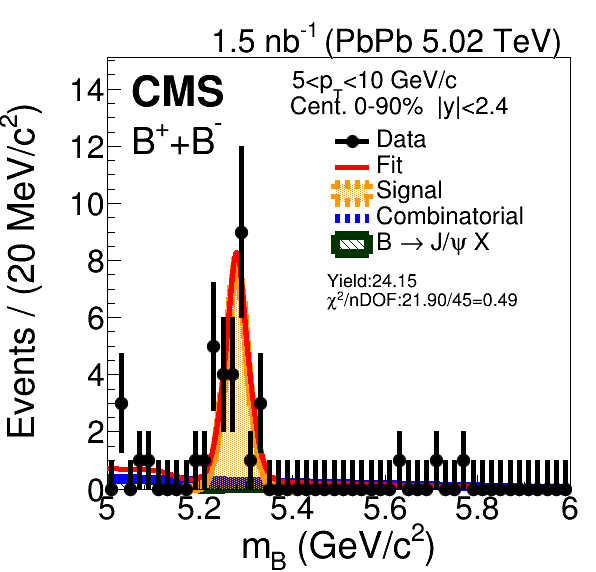 1.5 nb⁻¹ (PbPb 5.02 TeV)
CMS
B⁺+B⁻
5<p_T<10 GeV/c
Cent. 0-90% |y|<2.4
Data
Fit
Signal
Combinatorial
B → J/ψ X
Yield:24.15
χ²/nDOF:21.90/45=0.49
Events / (20 MeV/c²)
14
12
10
8
6
4
2
0
5 5.2 5.4 5.6 5.8 6
m_B (GeV/c²)